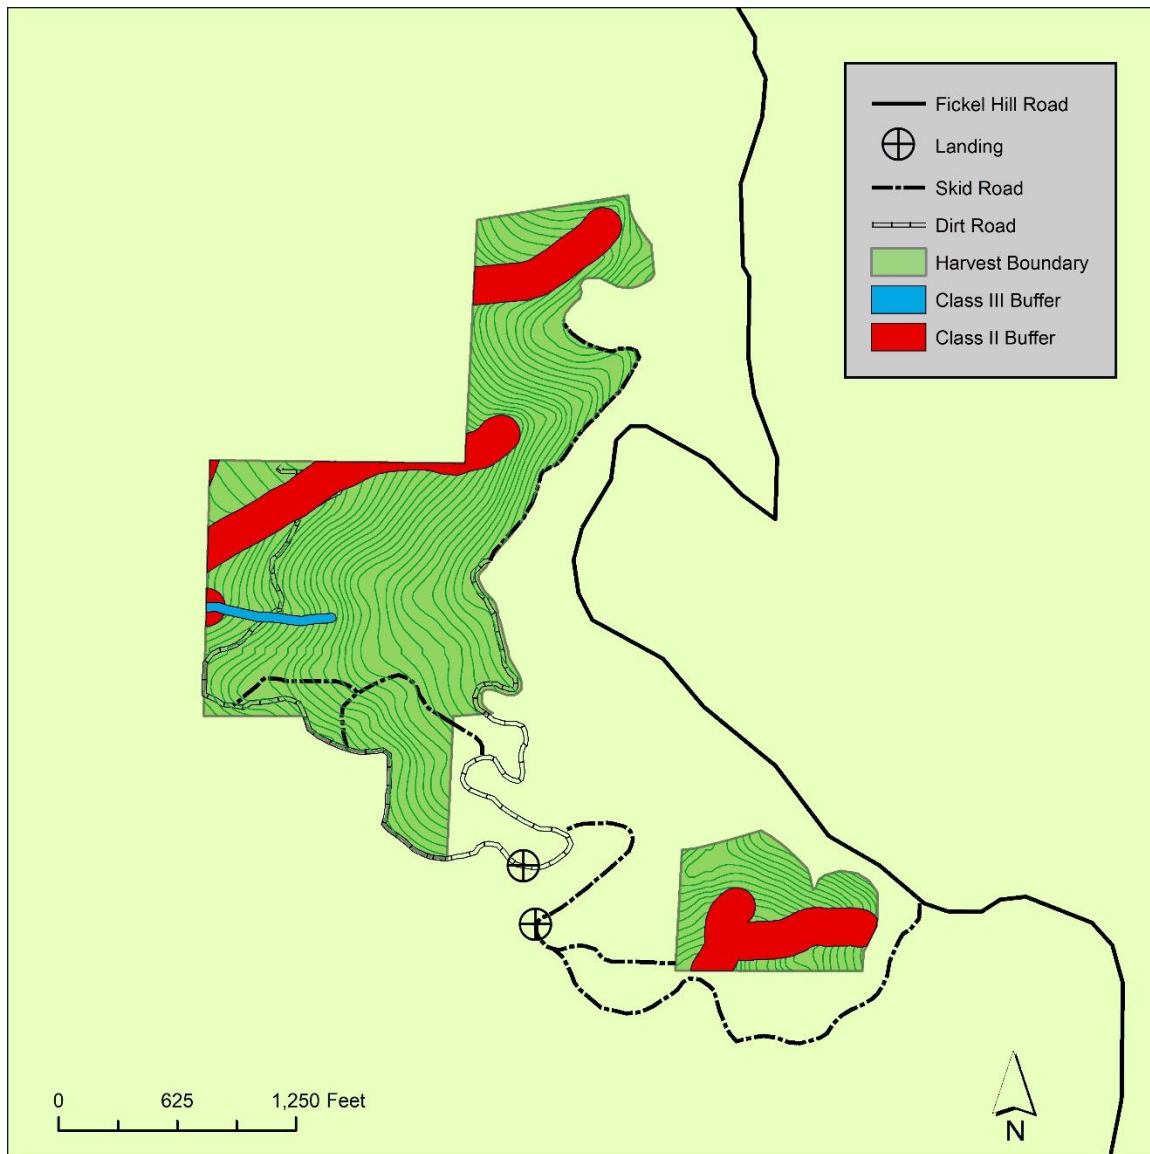 Fickel Hill Road
Landing
Skid Road
Dirt Road
Harvest Boundary
Class III Buffer
Class II Buffer
0 625 1,250 Feet
N